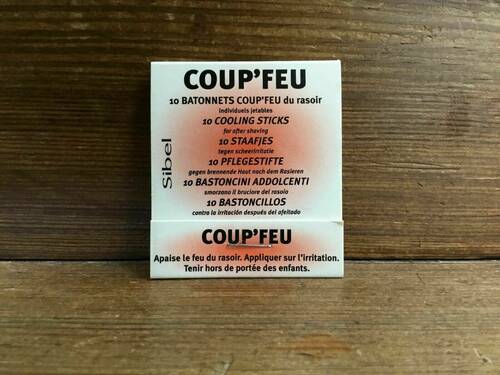 COUP'FEU
10 BATONNETS COUP'FEU du rasoir
individuels jetables
10 COOLING STICKS
for after shaving
10 STAAFJES
tegen scheerirritatie
10 PFLEGESTIFTE
gegen brennende Haut nach dem Rasieren
10 BASTONCINI ADDOLCENTI
smorzano il bruciore del rasoio
10 BASTONCILLOS
contra la irritación después del afeitado
Sibel
COUP'FEU
Apaise le feu du rasoir. Appliquer sur l'irritation.
Tenir hors de portée des enfants.